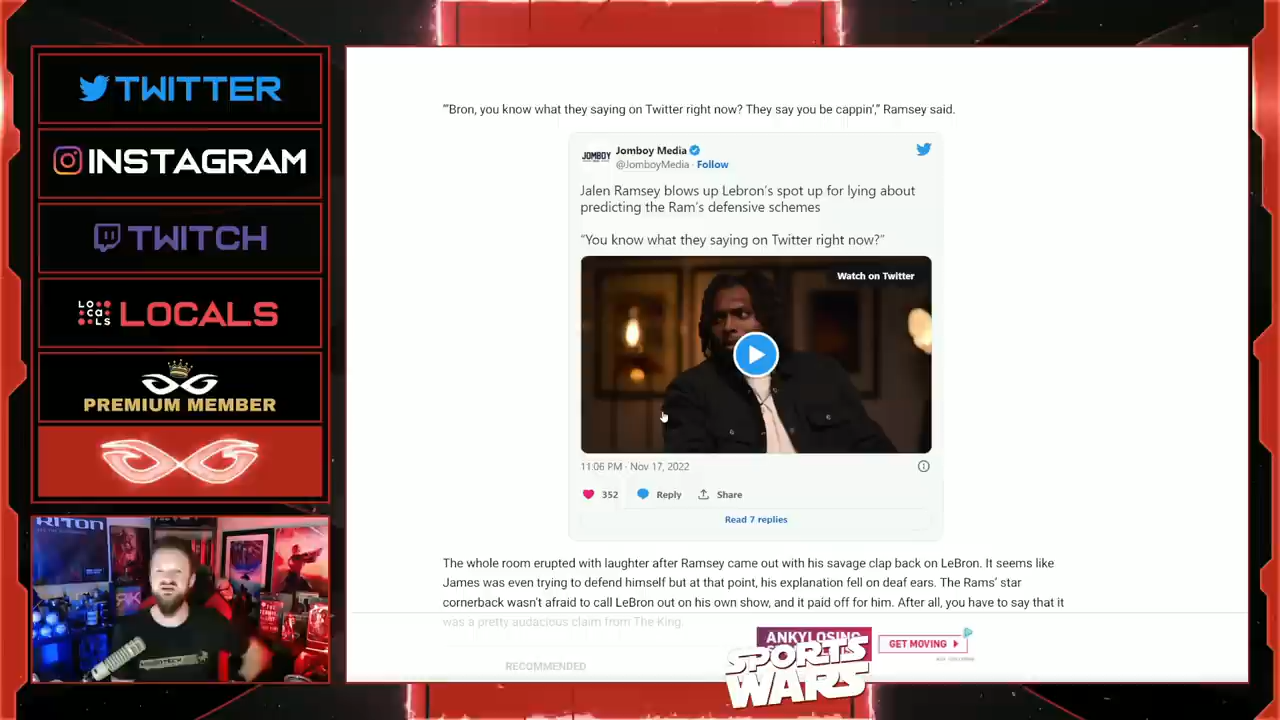 TWITTER
INSTAGRAM
TWITCH
LOCALS
LOCALS
PREMIUM MEMBER
RITON
"'Bron, you know what they saying on Twitter right now? They say you be cappin'," Ramsey said.
JOMBOY
Jomboy Media
@JomboyMedia · Follow
Jalen Ramsey blows up Lebron's spot up for lying about
predicting the Ram's defensive schemes
"You know what they saying on Twitter right now?"
Watch on Twitter
11:06 PM · Nov 17, 2022
352 Reply Share
Read 7 replies
The whole room erupted with laughter after Ramsey came out with his savage clap back on LeBron. It seems like
James was even trying to defend himself but at that point, his explanation fell on deaf ears. The Rams' star
cornerback wasn't afraid to call LeBron out on his own show, and it paid off for him. After all, you have to say that it
was a pretty audacious claim from The King.
RECOMMENDED
ANKYLOSING
GET MOVING
SPORTS
WARS